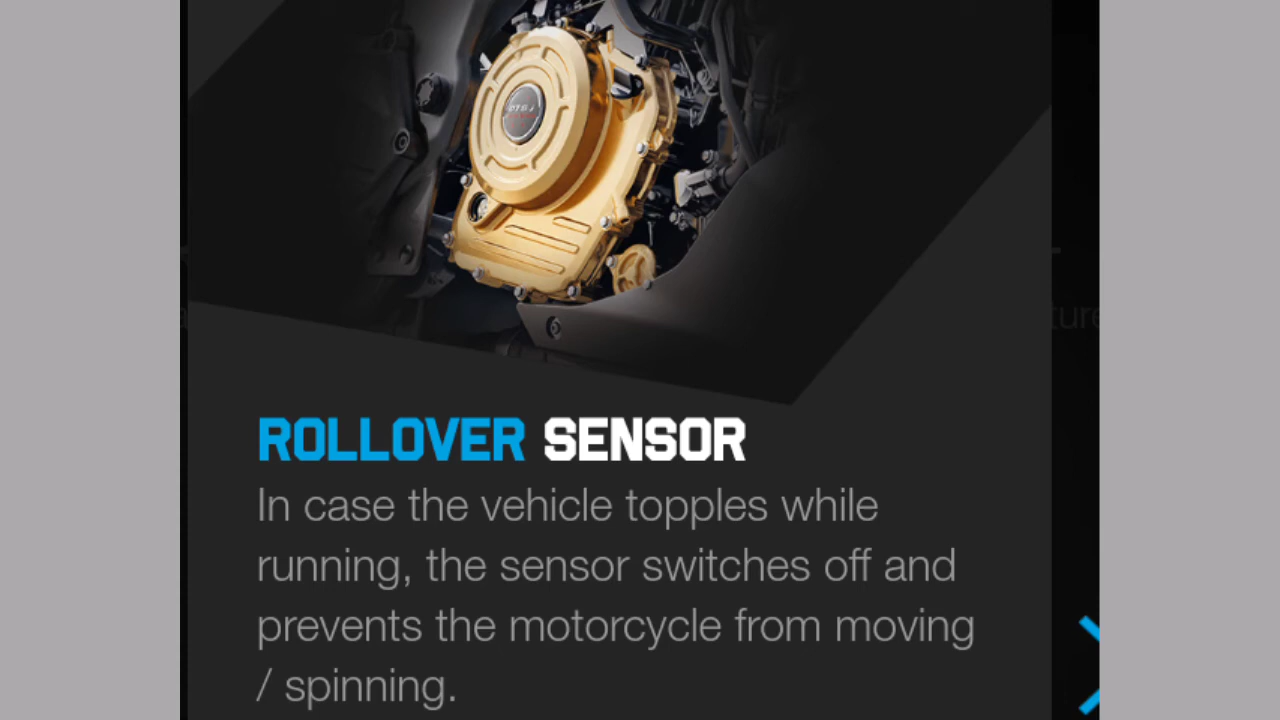 ROLLOVER SENSOR
In case the vehicle topples while
running, the sensor switches off and
prevents the motorcycle from moving
/ spinning.